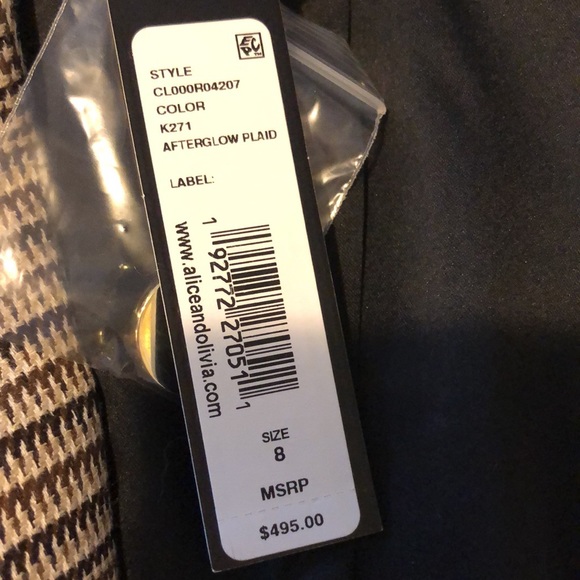 EPC
STYLE
CL000R04207
COLOR
K271
AFTERGLOW PLAID
LABEL:
1 92772 27051 1
www.aliceandolivia.com
SIZE
8
MSRP
$495.00